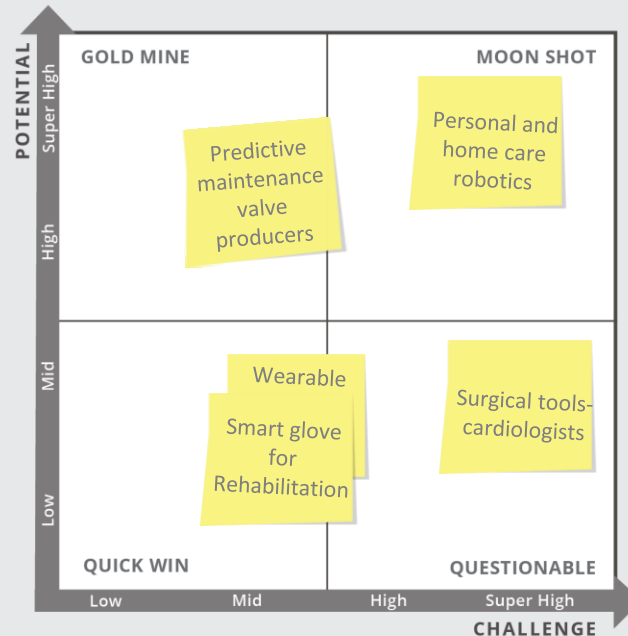 POTENTIAL
Super High
High
Mid
Low
GOLD MINE
MOON SHOT
Predictive
maintenance
valve
producers
Personal and
home care
robotics
Wearable
Smart glove
for
Rehabilitation
Surgical tools-
cardiologists
QUICK WIN
QUESTIONABLE
Low
Mid
High
Super High
CHALLENGE